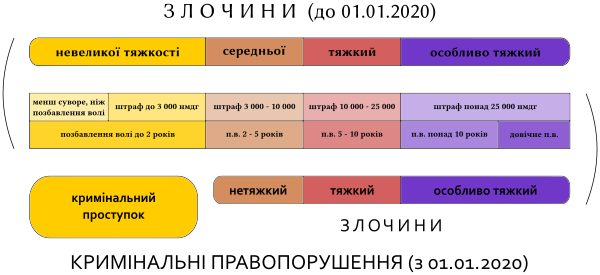 З Л О Ч И Н И (до 01.01.2020)
невеликої тяжкості середньої тяжкий особливо тяжкий
менш суворе, ніж позбавлення волі штраф до 3 000 нмдг штраф 3 000 - 10 000 штраф 10 000 - 25 000 штраф понад 25 000 нмдг
позбавлення волі до 2 років п.в. 2 - 5 років п.в. 5 - 10 років п.в. понад 10 років довічне п.в.
кримінальний
проступок
нетяжкий тяжкий особливо тяжкий
З Л О Ч И Н И
КРИМІНАЛЬНІ ПРАВОПОРУШЕННЯ (з 01.01.2020)